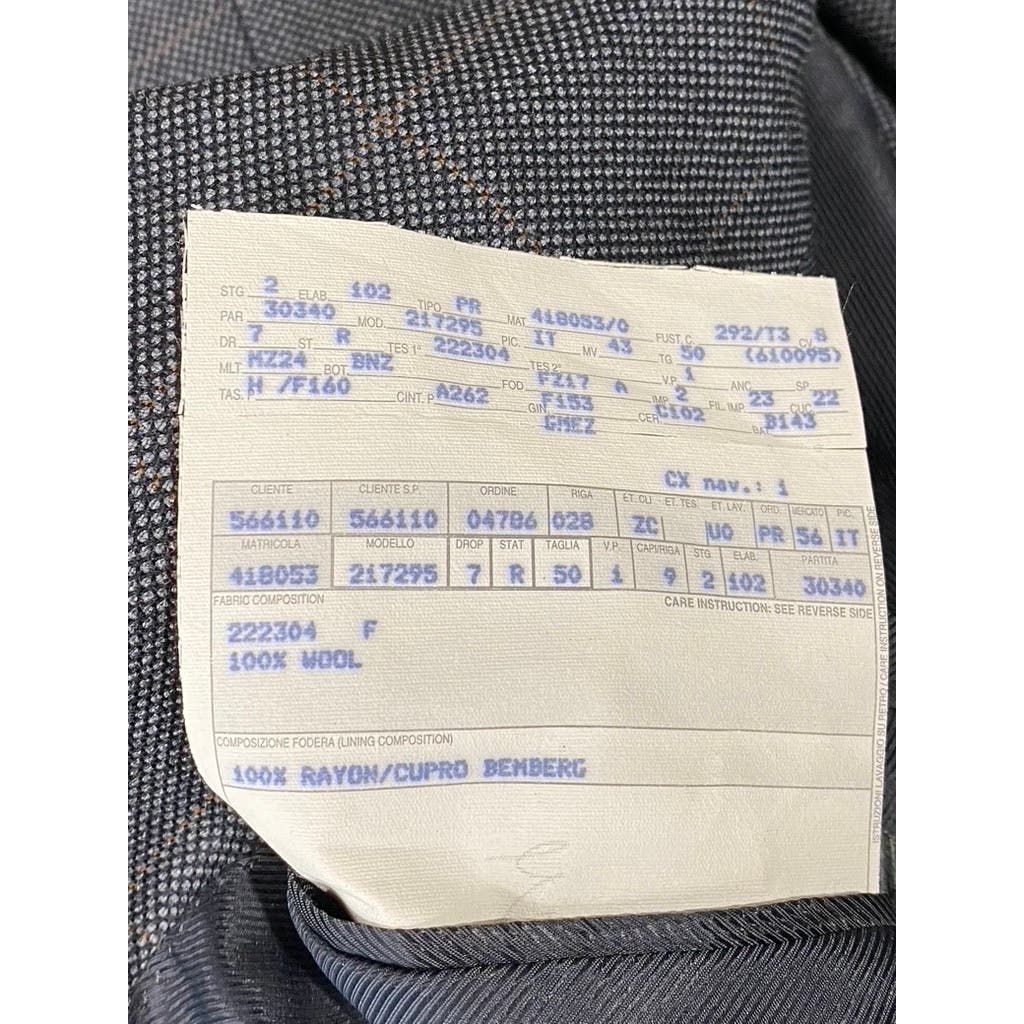 STG 2 ELAB. 102 TIPO PR MAT. 418053/0 FUST.C. 292/T3 CV 8
PAR 30340 MOD. 217295 PIC. IT MV 43 TG 50 (610095)
DR 7 ST. R TES 1° 222304 TES 2° V.P. 1 ANC. SP
MLT MZ24 BOT. BNZ FOD FZ17 A IMP. 2 FIL.IMP. 23 CUC. 22
TAS. P H /F160 CINT. P A262 GIN F153 CER C102 BAT B143
GMEZ
CX nav.: 1
CLIENTE CLIENTE S.P. ORDINE RIGA ET. CLI ET. TES. ET. LAV. ORD. MERCATO PIC.
566110 566110 04786 028 ZC UO PR 56 IT
MATRICOLA MODELLO DROP STAT TAGLIA V.P. CAPI/RIGA STG ELAB. PARTITA
418053 217295 7 R 50 1 9 2 102 30340
FABRIC COMPOSITION CARE INSTRUCTION: SEE REVERSE SIDE
222304 F
100% WOOL
COMPOSIZIONE FODERA (LINING COMPOSITION)
100% RAYON/CUPRO BEMBERG
ISTRUZIONI LAVAGGIO SU RETRO / CARE INSTRUCTION ON REVERSE SIDE